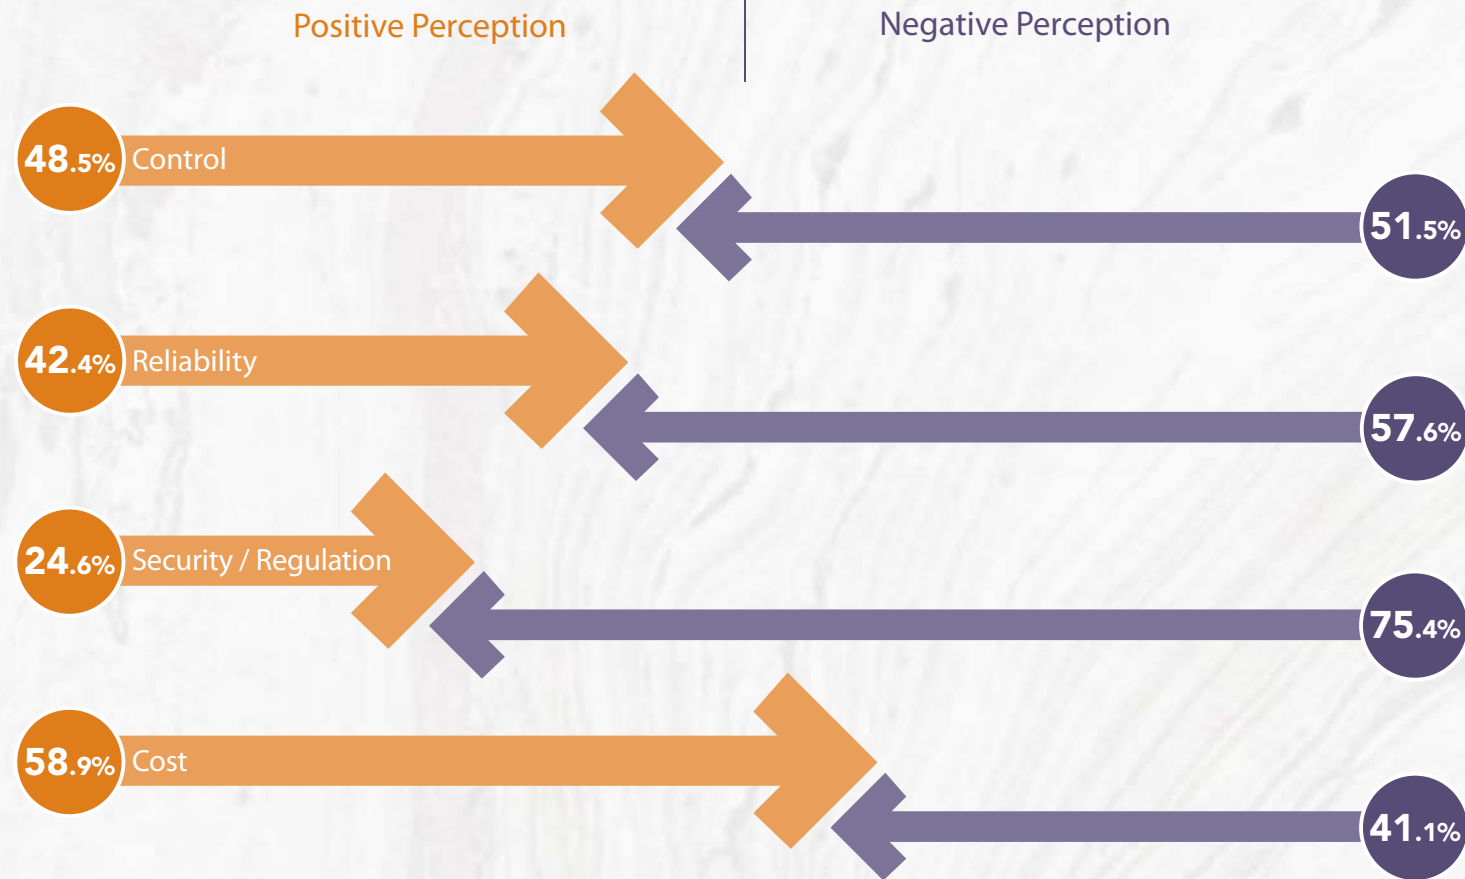 Positive Perception
Negative Perception
48.5% Control
51.5%
42.4% Reliability
57.6%
24.6% Security / Regulation
75.4%
58.9% Cost
41.1%